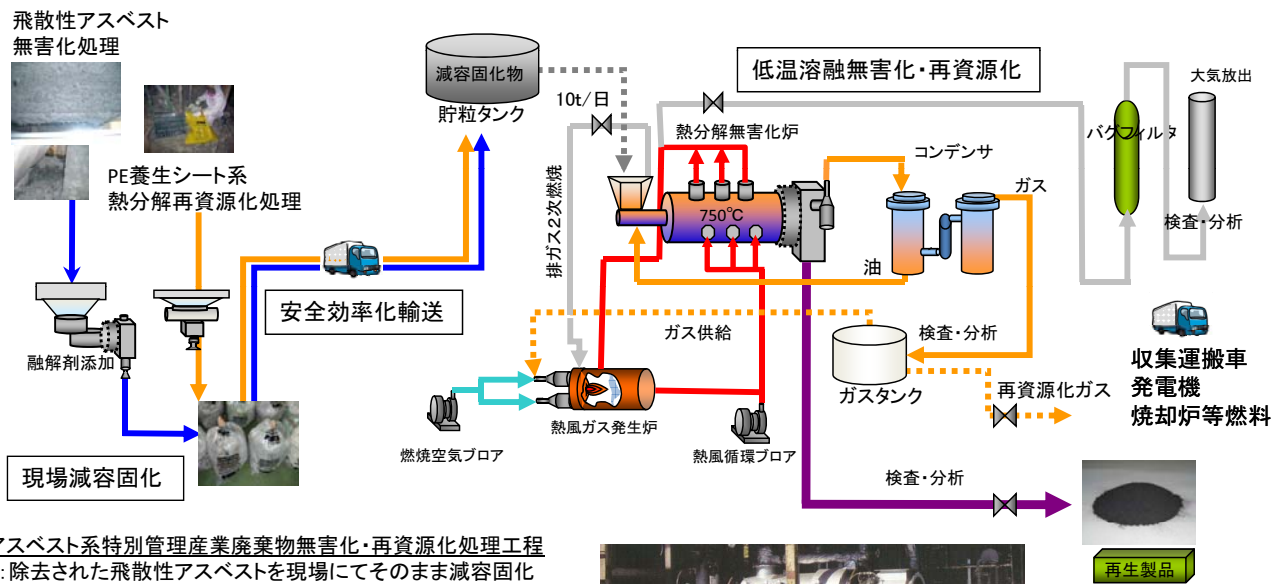 飛散性アスベスト
無害化処理
PE養生シート系
熱分解再資源化処理
融解剤添加
現場減容固化
安全効率化輸送
減容固化物
貯粒タンク
10t/日
排ガス2次燃焼
低温溶融無害化・再資源化
熱分解無害化炉
750℃
コンデンサ
ガス
油
バグフィルタ
大気放出
検査・分析
ガス供給
検査・分析
ガスタンク
再資源化ガス
収集運搬車
発電機
焼却炉等燃料
燃焼空気ブロア
熱風ガス発生炉
熱風循環ブロア
検査・分析
再生製品
アスベスト系特別管理産業廃棄物無害化・再資源化処理工程
:除去された飛散性アスベストを現場にてそのまま減容固化